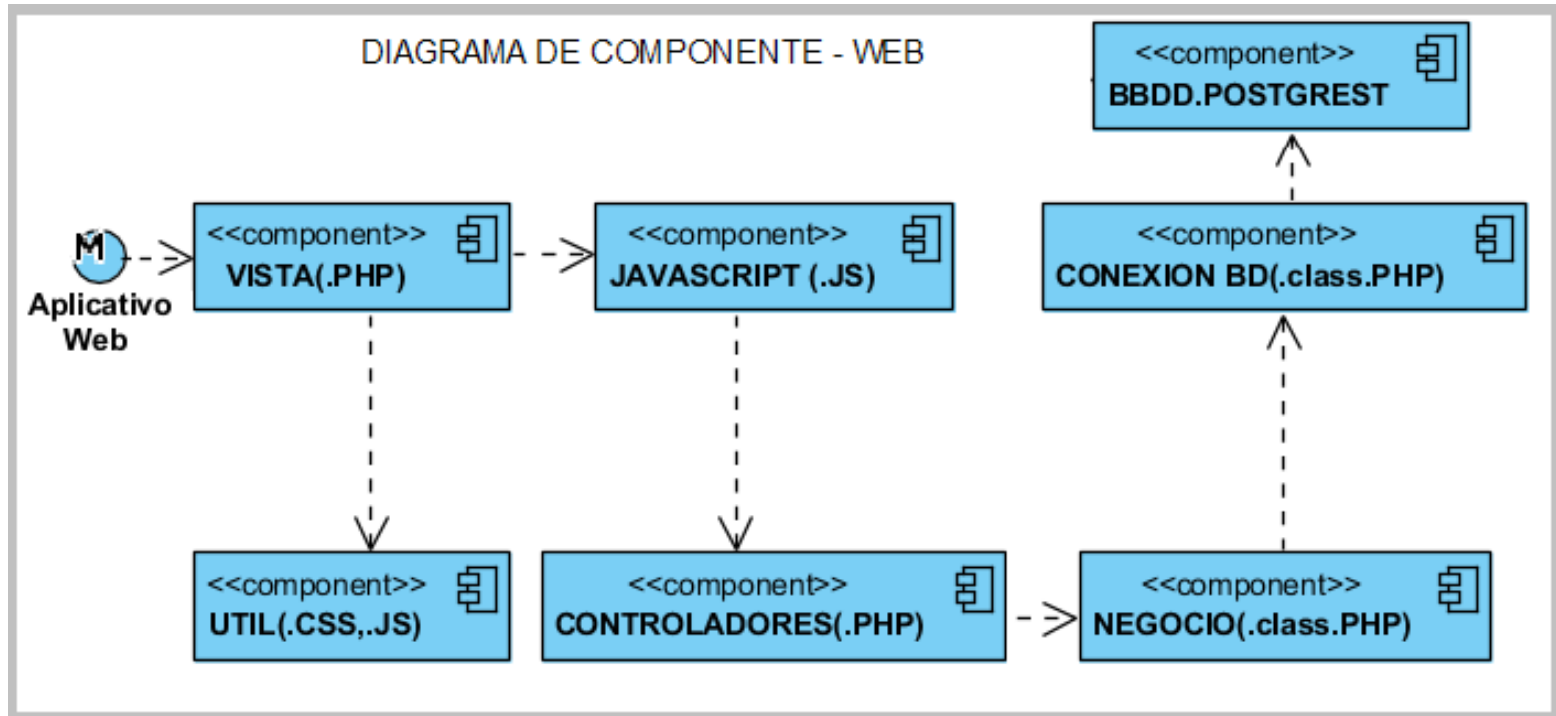 DIAGRAMA DE COMPONENTE - WEB
<<component>>
BBDD.POSTGREST
M
Aplicativo
Web
<<component>>
VISTA(.PHP)
<<component>>
JAVASCRIPT (.JS)
<<component>>
CONEXION BD(.class.PHP)
<<component>>
UTIL(.CSS,.JS)
<<component>>
CONTROLADORES(.PHP)
<<component>>
NEGOCIO(.class.PHP)